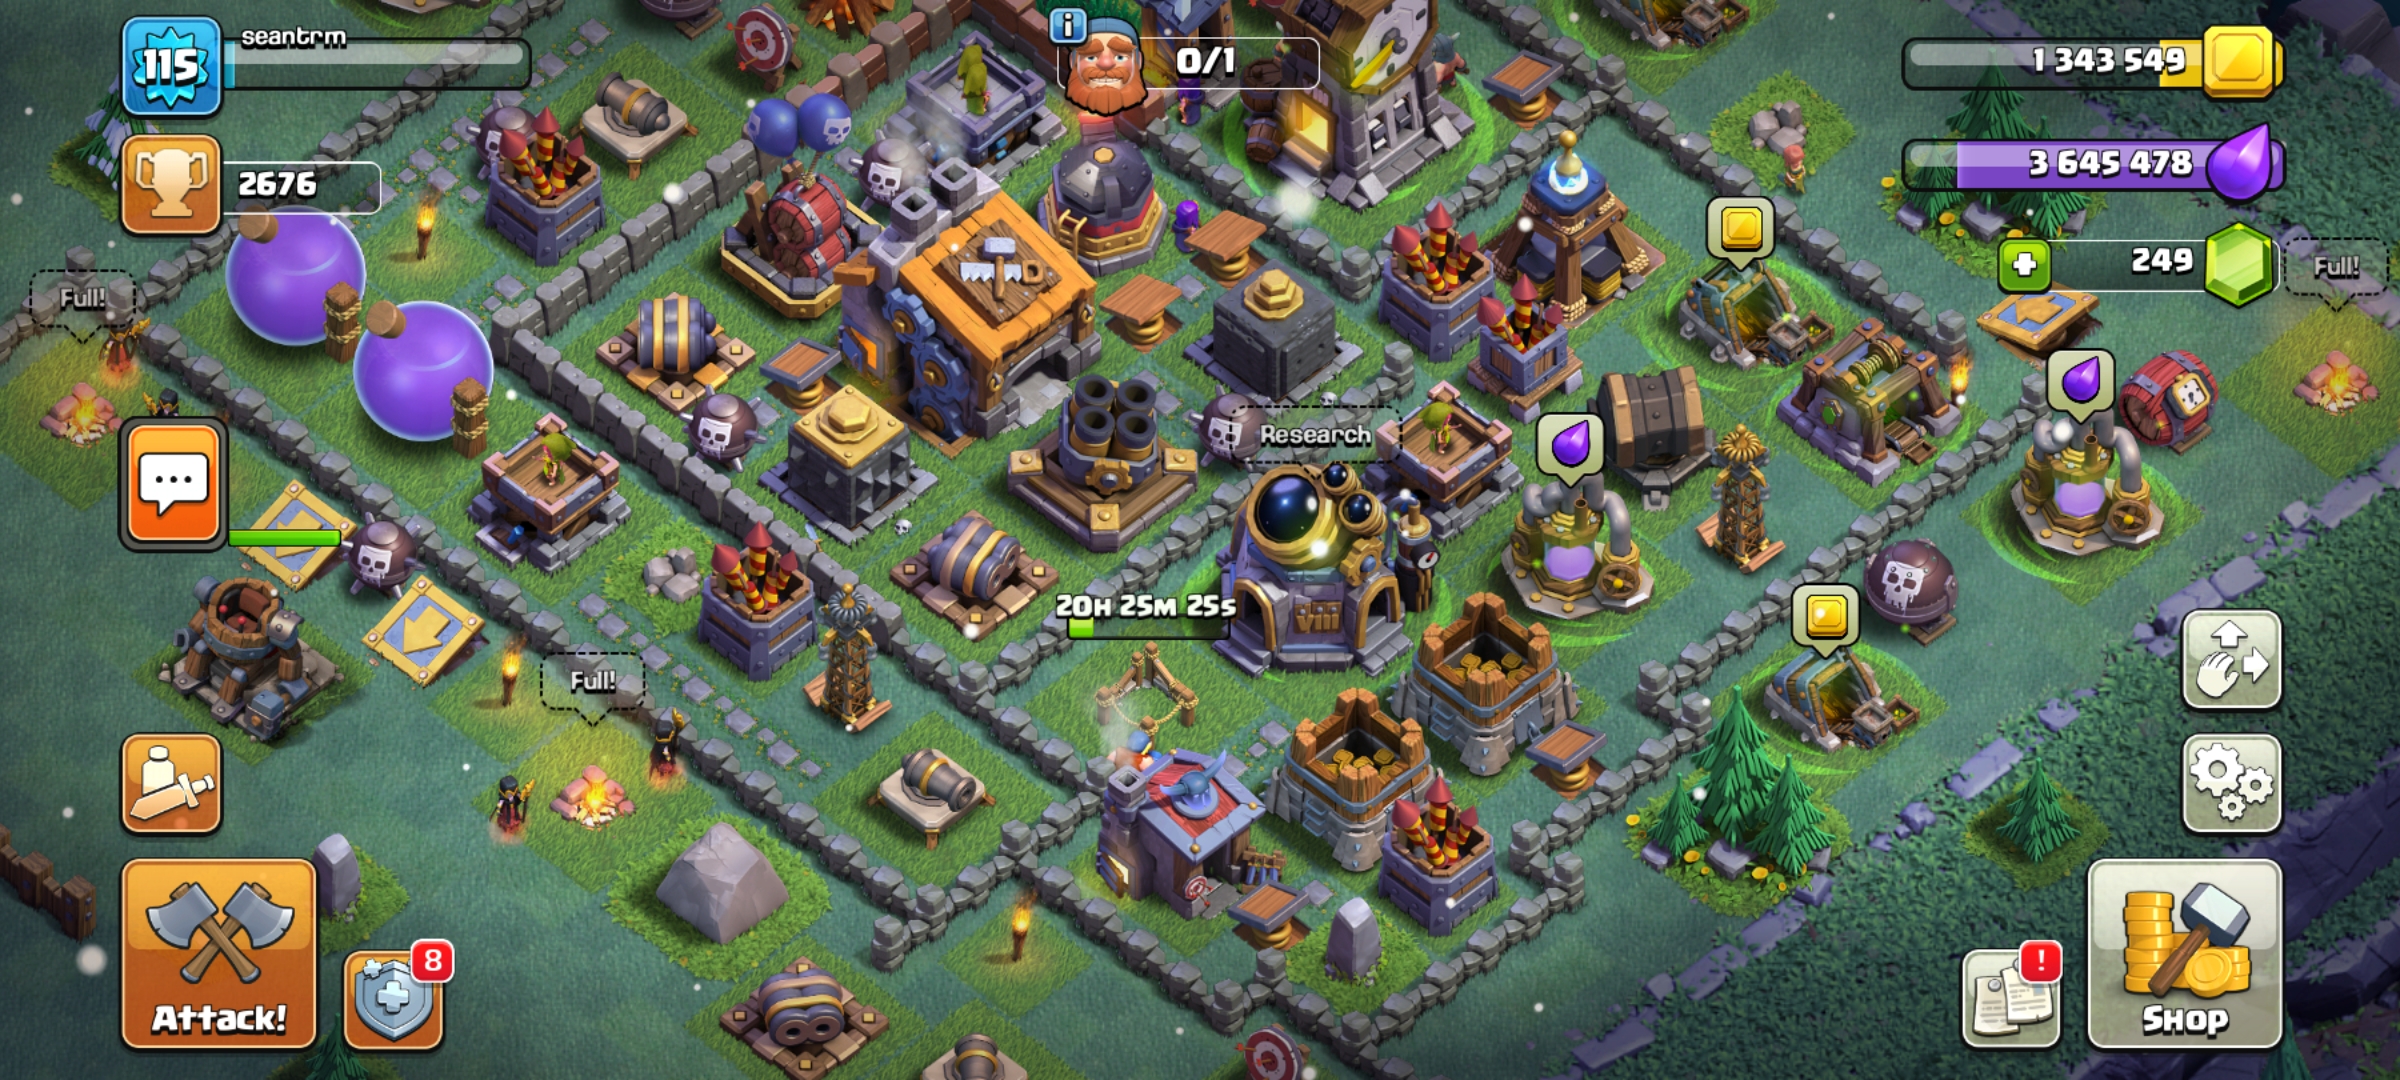 115
seantrm
i
0/1
1 343 549
2676
3 645 478
249
Full!
Full!
Research
20H 25M 25s
VIII
Full!
8
Attack!
!
Shop